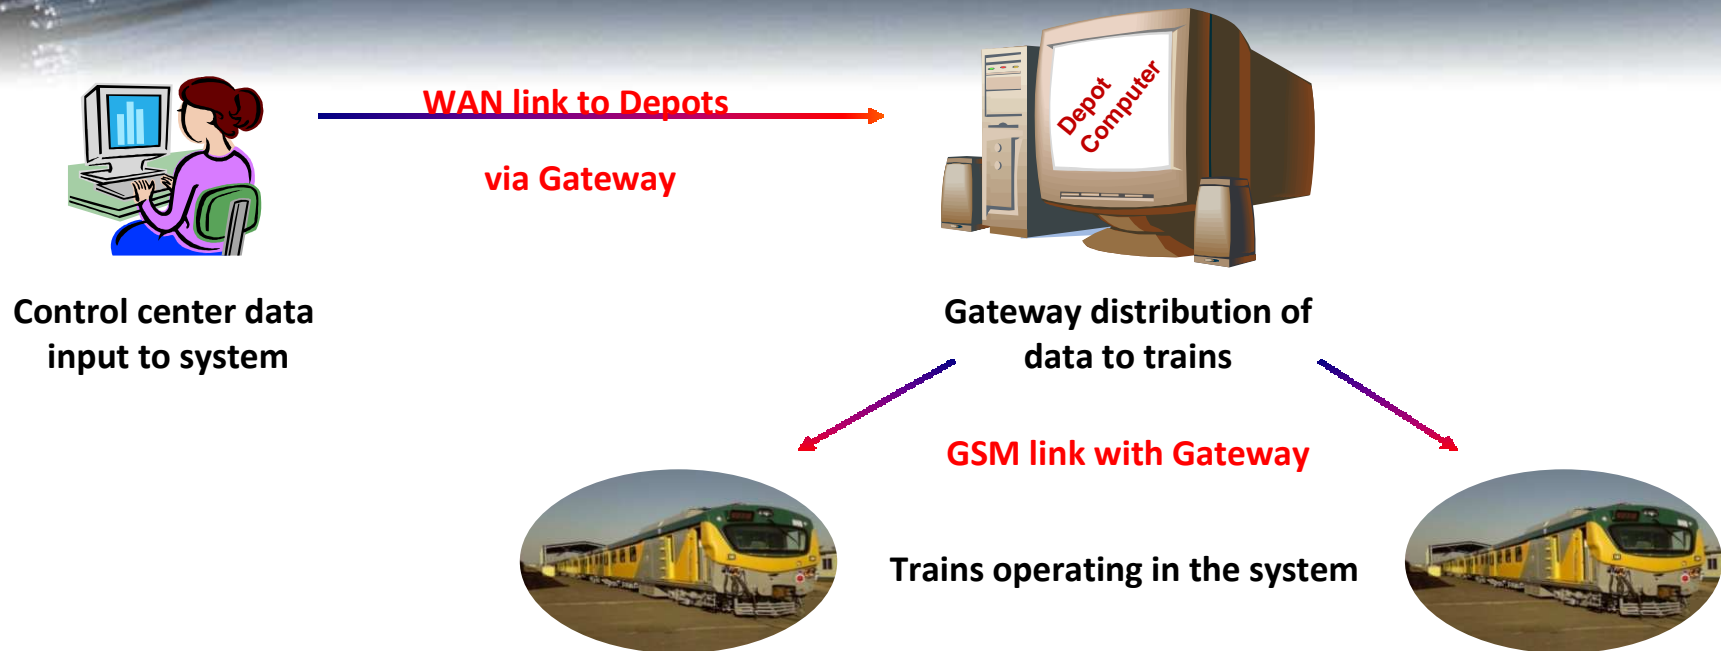 WAN link to Depots
via Gateway
Depot
Computer
Control center data
input to system
Gateway distribution of
data to trains
GSM link with Gateway
Trains operating in the system